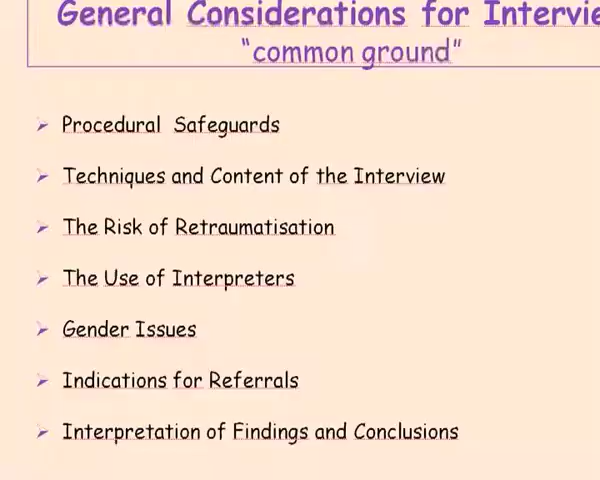 General Considerations for Intervie
"common ground"
Procedural Safeguards
Techniques and Content of the Interview
The Risk of Retraumatisation
The Use of Interpreters
Gender Issues
Indications for Referrals
Interpretation of Findings and Conclusions